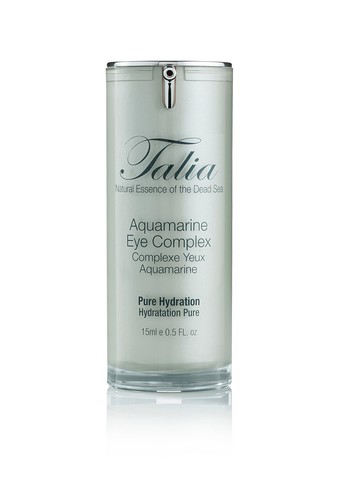 Talia
Natural Essence of the Dead Sea
Aquamarine
Eye Complex
Complexe Yeux
Aquamarine
Pure Hydration
Hydratation Pure
15ml e 0.5 FL. oz